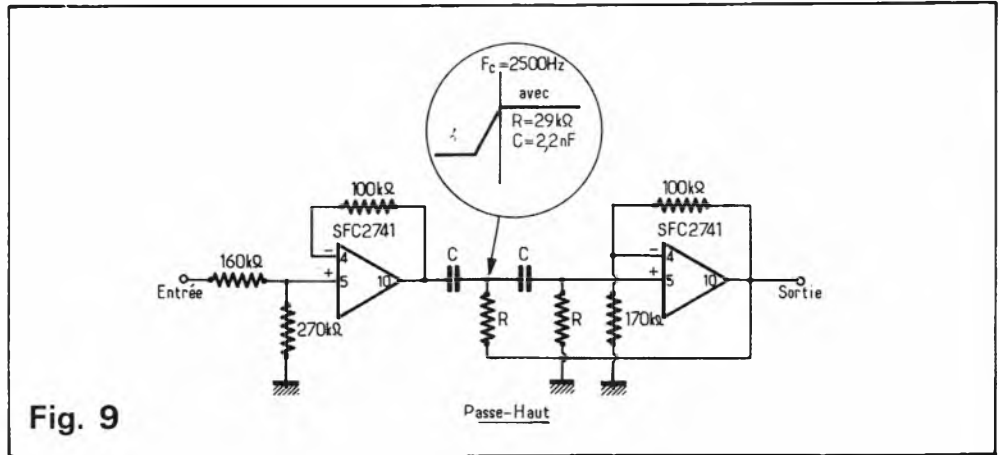 Fc=2500Hz
avec
R=29kΩ
C=2,2nF
100kΩ
SFC2741
160kΩ
Entrée
270kΩ
-
4
+
5
10
C
C
R
R
100kΩ
SFC2741
-
4
+
5
10
170kΩ
Sortie
Passe-Haut
Fig. 9